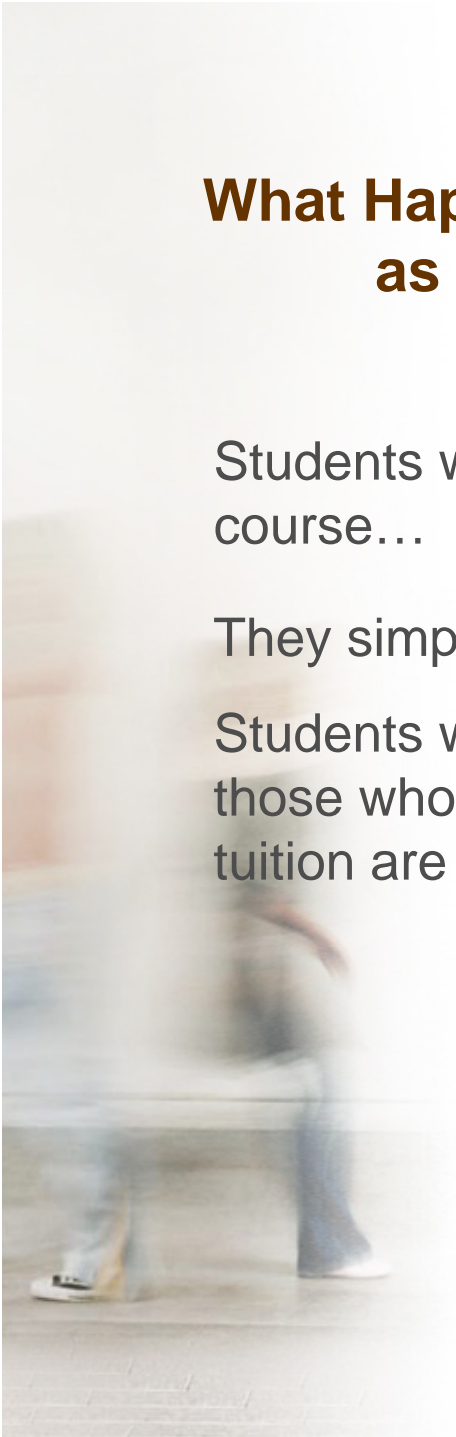 What Hap
as
Students w
course…
They simp
Students w
those who
tuition are